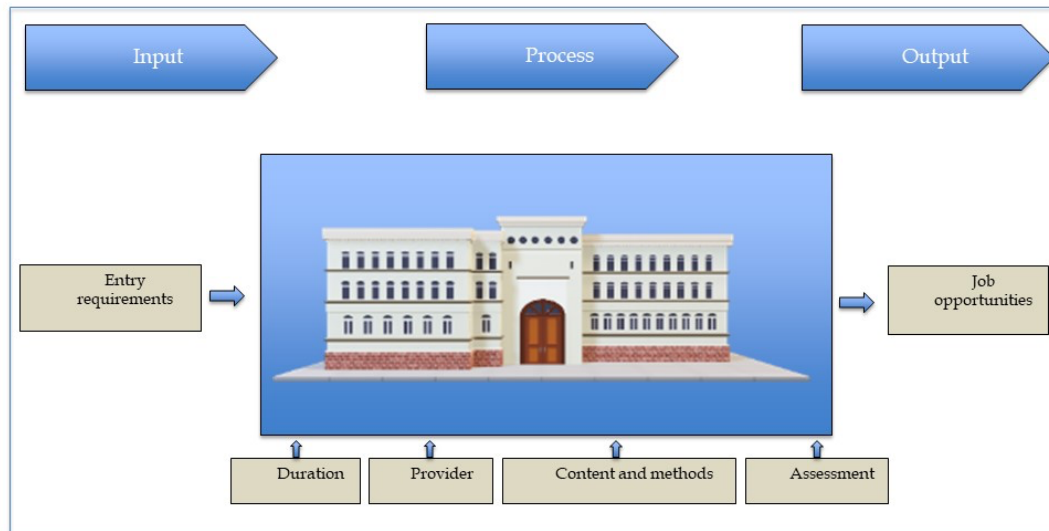 Input
Process
Output
Entry
requirements
Job
opportunities
Duration
Provider
Content and methods
Assessment